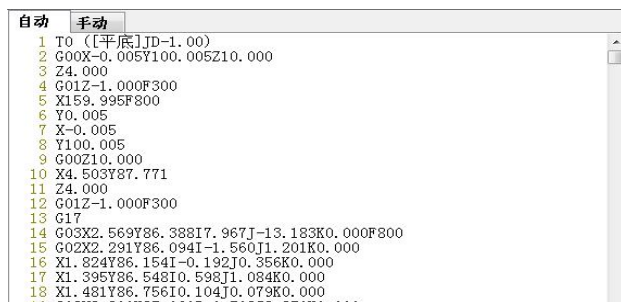 自动 手动
1 T0 ([平底]JD-1.00)
2 G00X-0.005Y100.005Z10.000
3 Z4.000
4 G01Z-1.000F300
5 X159.995F800
6 Y0.005
7 X-0.005
8 Y100.005
9 G00Z10.000
10 X4.503Y87.771
11 Z4.000
12 G01Z-1.000F300
13 G17
14 G03X2.569Y86.388I7.967J-13.183K0.000F800
15 G02X2.291Y86.094I-1.560J1.201K0.000
16 X1.824Y86.154I-0.192J0.356K0.000
17 X1.395Y86.548I0.598J1.084K0.000
18 X1.481Y86.756I0.104J0.079K0.000